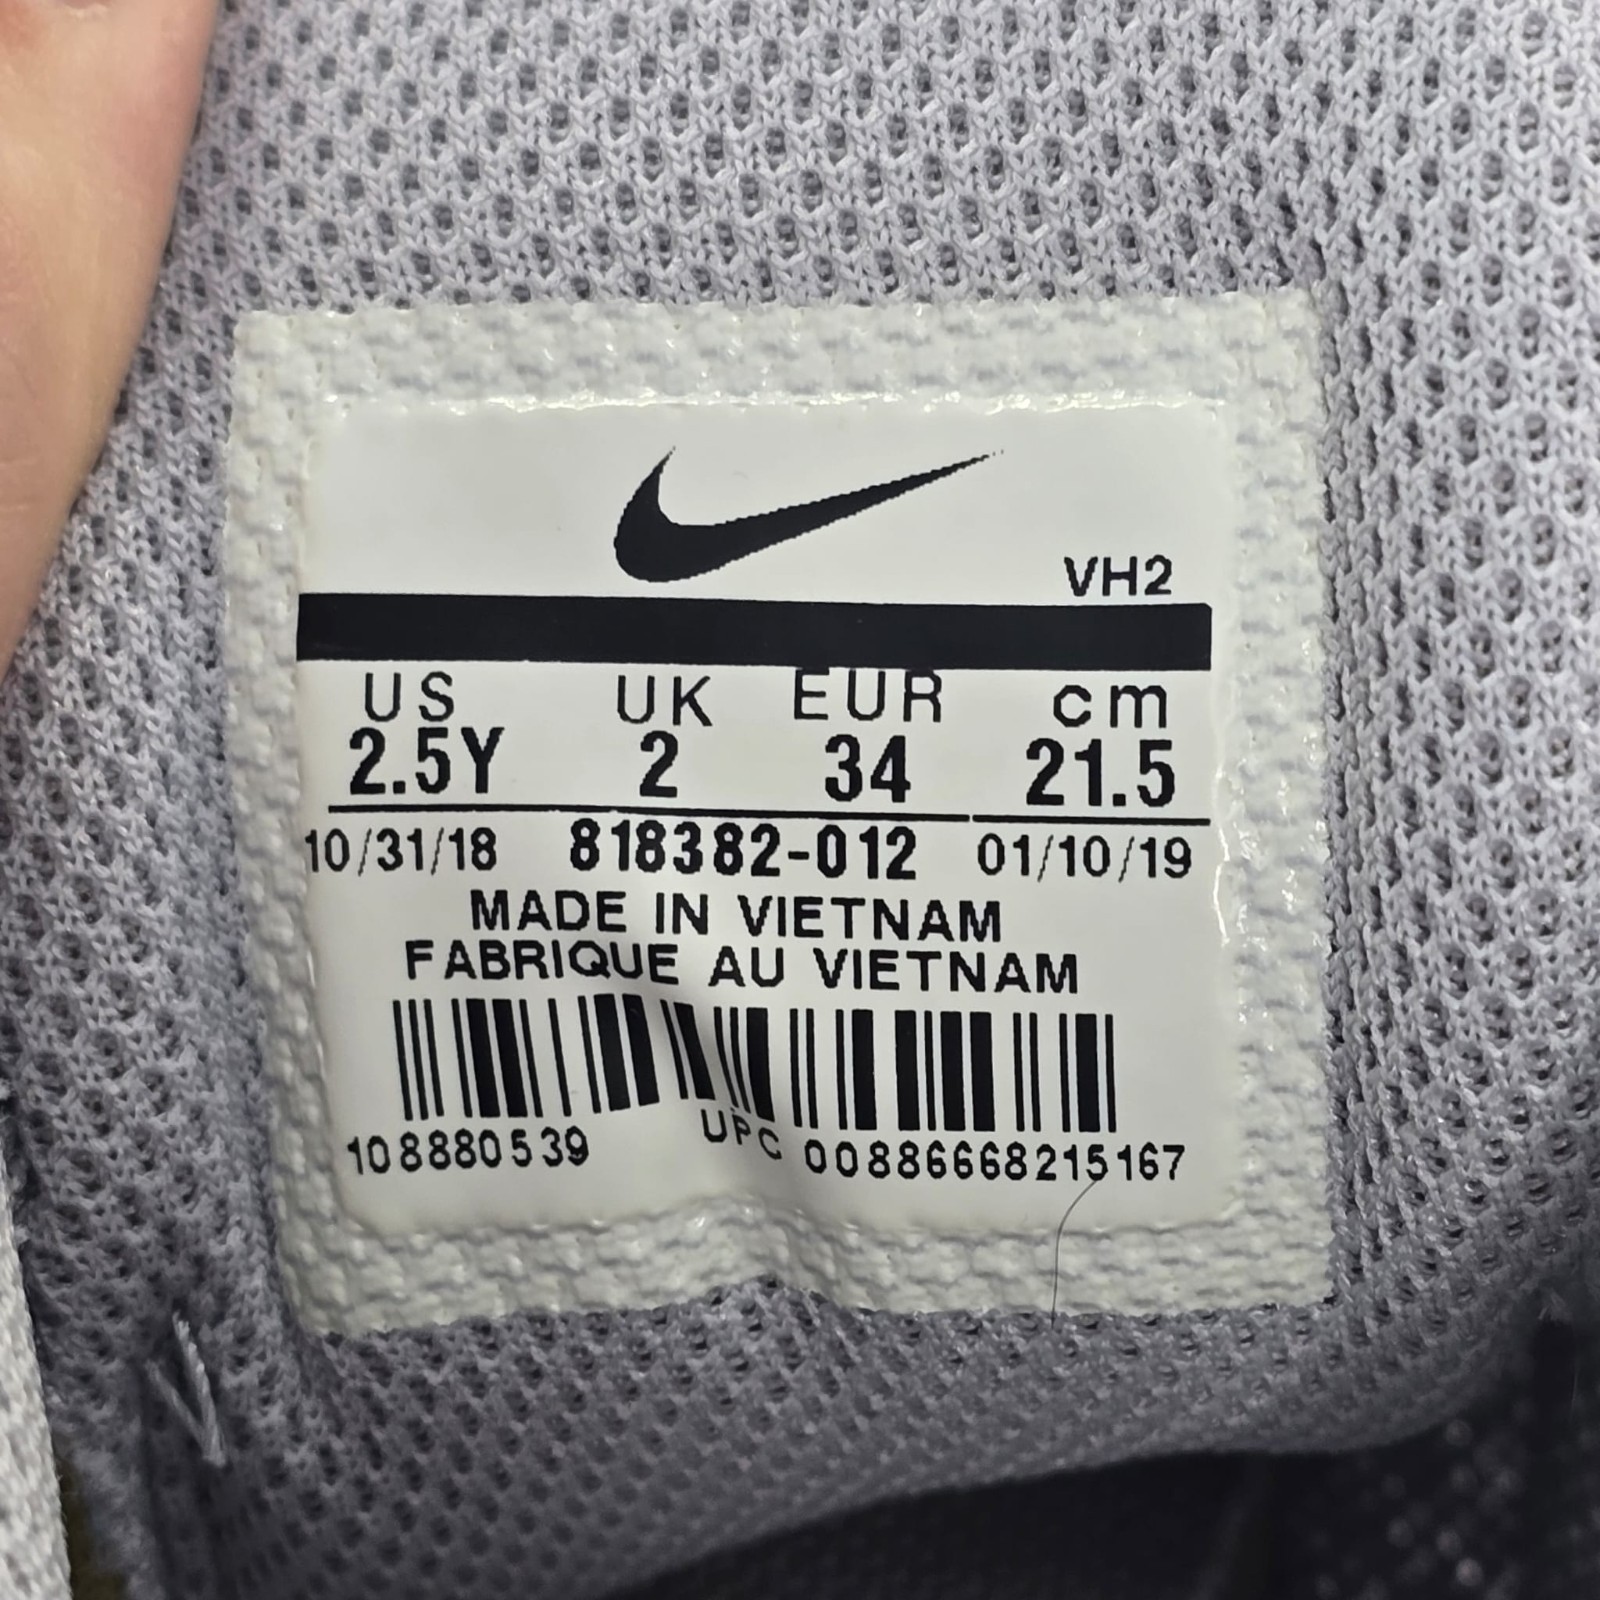 VH2
US UK EUR cm
2.5Y 2 34 21.5
10/31/18 818382-012 01/10/19
MADE IN VIETNAM
FABRIQUE AU VIETNAM
108880539 UPC 00886668215167